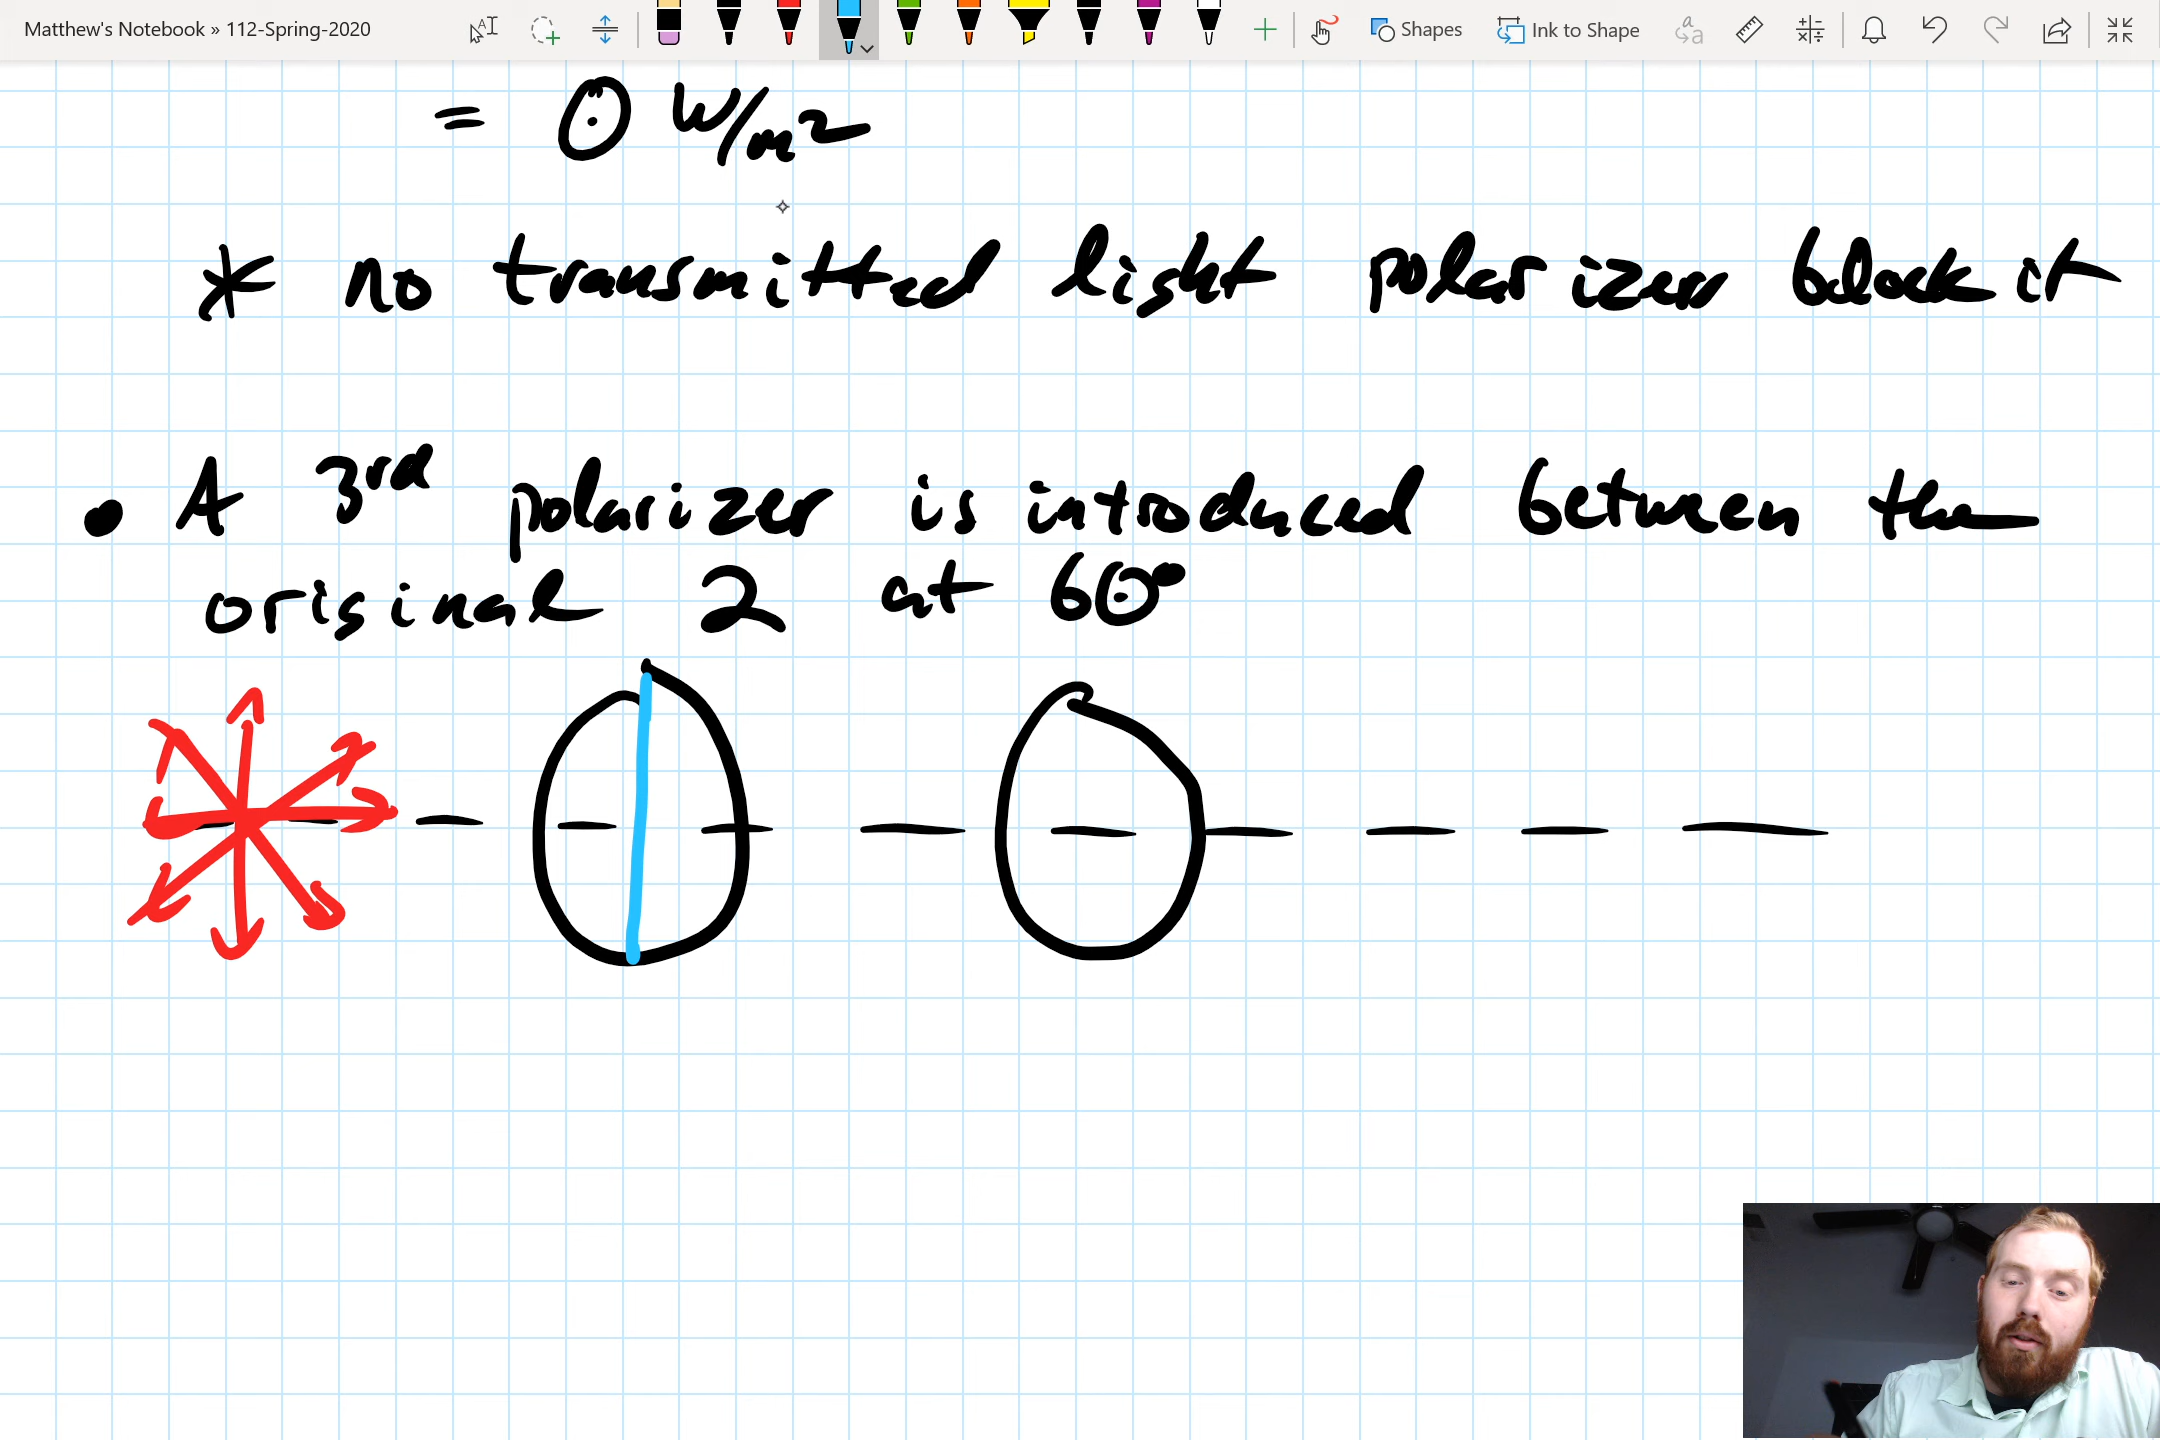 Matthew's Notebook » 112-Spring-2020
Shapes
Ink to Shape
= 0 W/m²
* no transmitted light polarizers block it
• A 3rd polarizer is introduced between the
original 2 at 60°